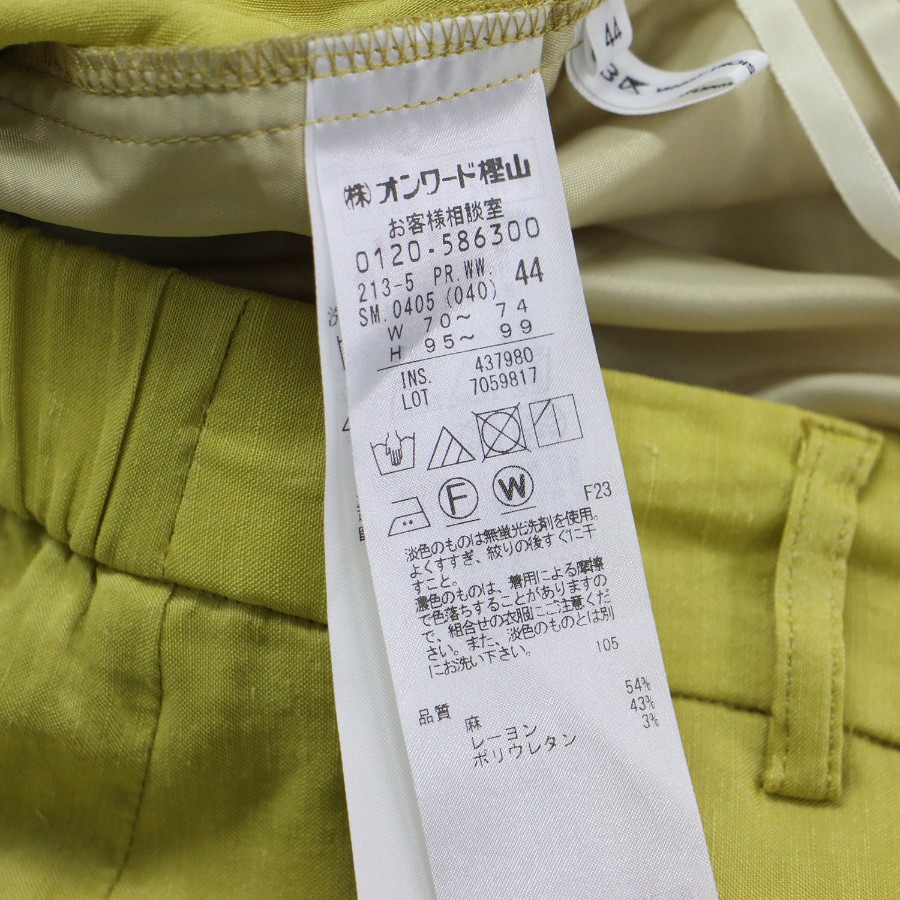 44
(株)オンワード樫山
お客様相談室
0120-586300
213-5 PR.WW. 44
SM.0405 (040)
W 70～ 74
H 95～ 99
INS. 437980
LOT 7059817
F W
F23
淡色のものは無蛍光洗剤を使用。
よくすすぎ、絞りの後すぐに干
すこと。
濃色のものは、着用による摩擦
で色落ちすることがありますの
で、組合せの衣服にご注意くだ
さい。また、淡色のものとは別
にお洗い下さい。 105
品質
麻 54%
レーヨン 43%
ポリウレタン 3%